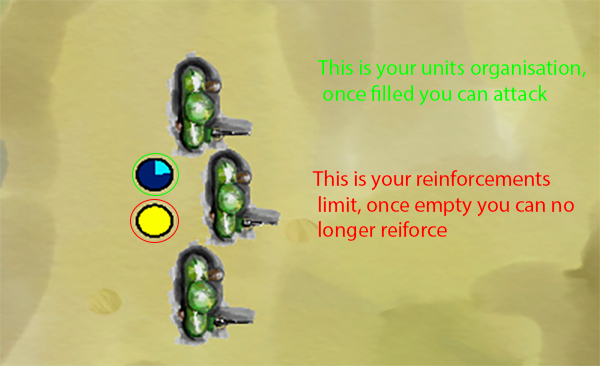 This is your units organisation,
once filled you can attack
This is your reinforcements
limit, once empty you can no
longer reiforce